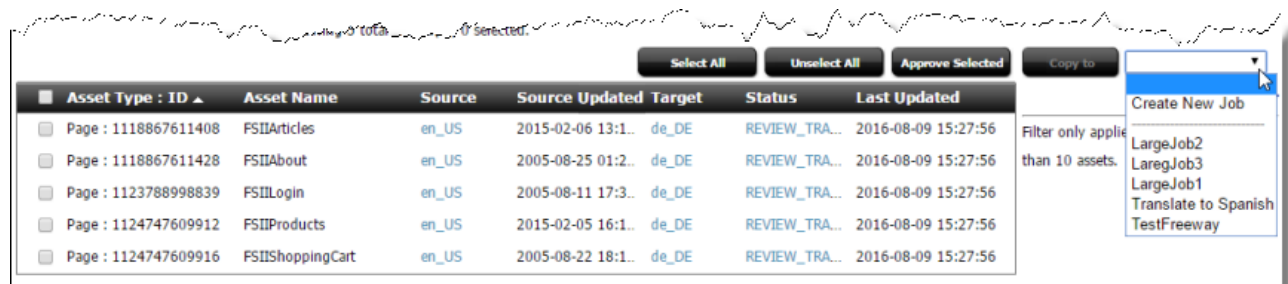 5 total 0 selected.
Select All Unselect All Approve Selected Copy to
Asset Type : ID Asset Name Source Source Updated Target Status Last Updated
Page : 1118867611408 FSIIArticles en_US 2015-02-06 13:1... de_DE REVIEW_TRA... 2016-08-09 15:27:56
Page : 1118867611428 FSIIAbout en_US 2005-08-25 01:2... de_DE REVIEW_TRA... 2016-08-09 15:27:56
Page : 1123788998839 FSIILogin en_US 2005-08-11 17:3... de_DE REVIEW_TRA... 2016-08-09 15:27:56
Page : 1124747609912 FSIIProducts en_US 2015-02-05 16:1... de_DE REVIEW_TRA... 2016-08-09 15:27:56
Page : 1124747609916 FSIIShoppingCart en_US 2005-08-22 18:1... de_DE REVIEW_TRA... 2016-08-09 15:27:56
Filter only applie
than 10 assets.
Create New Job
LargeJob2
LaregJob3
LargeJob1
Translate to Spanish
TestFreeway